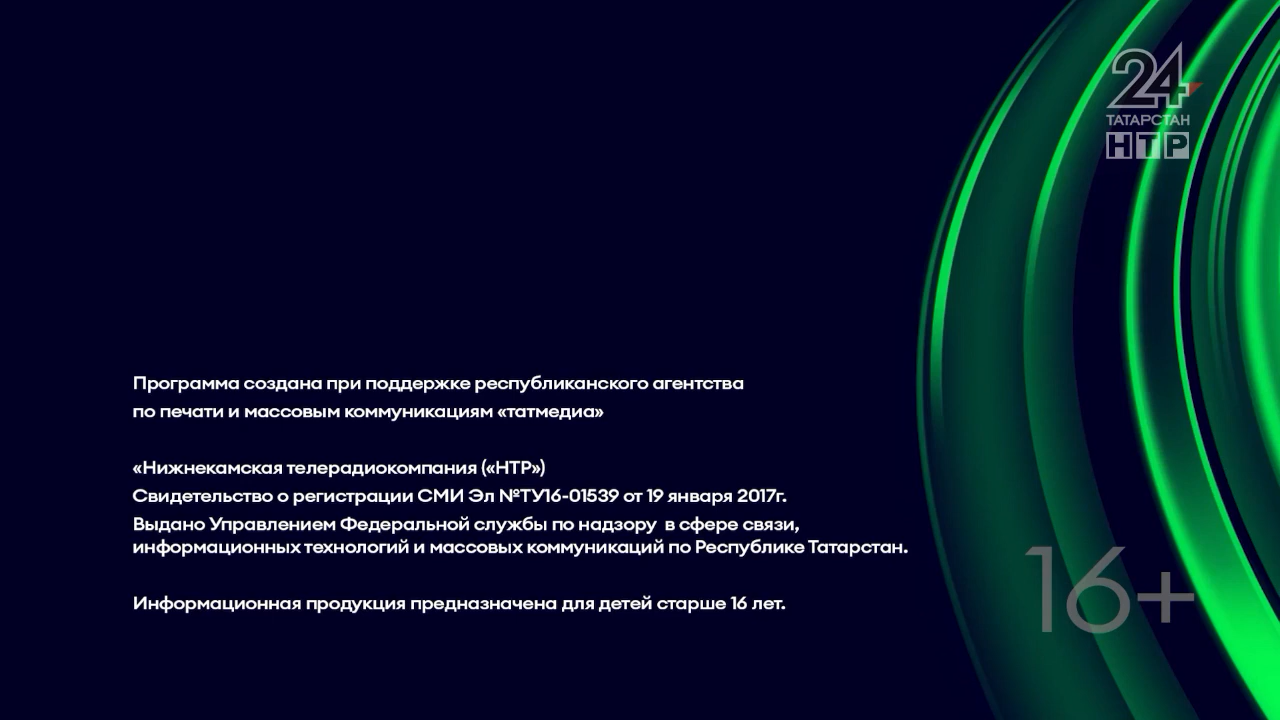 24
ТАТАРСТАН
НТР
Программа создана при поддержке республиканского агентства
по печати и массовым коммуникациям «татмедиа»
«Нижнекамская телерадиокомпания («НТР»)
Свидетельство о регистрации СМИ Эл №ТУ16-01539 от 19 января 2017г.
Выдано Управлением Федеральной службы по надзору  в сфере связи,
информационных технологий и массовых коммуникаций по Республике Татарстан.
Информационная продукция предназначена для детей старше 16 лет.
16+